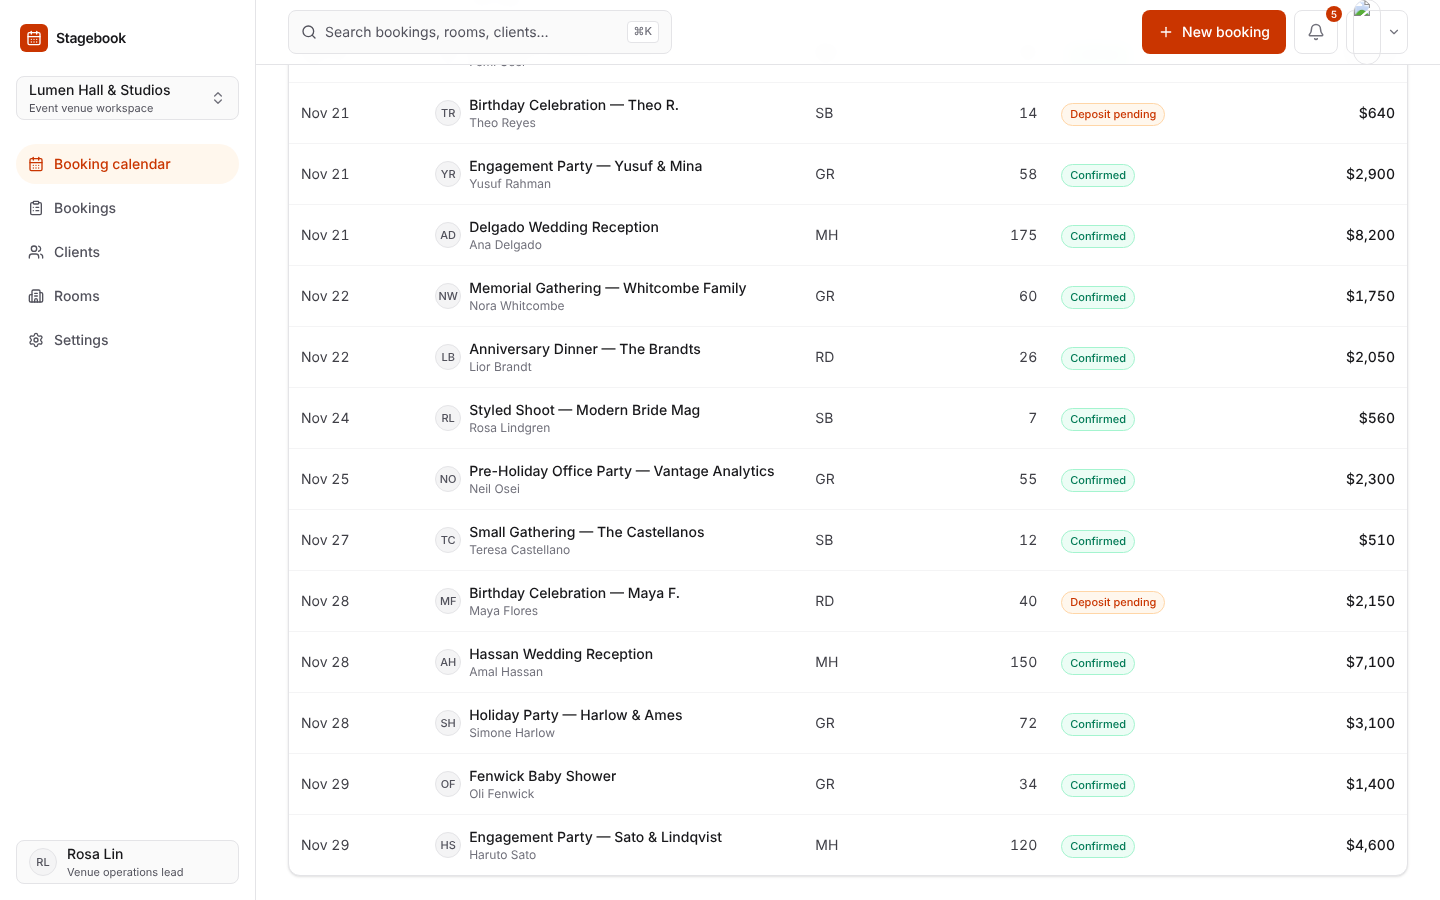 Stagebook
Search bookings, rooms, clients...
⌘K
New booking
5
Lumen Hall & Studios
Event venue workspace
Booking calendar
Bookings
Clients
Rooms
Settings
RL
Rosa Lin
Venue operations lead
Nov 21 TR Birthday Celebration — Theo R. SB 14 Deposit pending $640
Theo Reyes
Nov 21 YR Engagement Party — Yusuf & Mina GR 58 Confirmed $2,900
Yusuf Rahman
Nov 21 AD Delgado Wedding Reception MH 175 Confirmed $8,200
Ana Delgado
Nov 22 NW Memorial Gathering — Whitcombe Family GR 60 Confirmed $1,750
Nora Whitcombe
Nov 22 LB Anniversary Dinner — The Brandts RD 26 Confirmed $2,050
Lior Brandt
Nov 24 RL Styled Shoot — Modern Bride Mag SB 7 Confirmed $560
Rosa Lindgren
Nov 25 NO Pre-Holiday Office Party — Vantage Analytics GR 55 Confirmed $2,300
Neil Osei
Nov 27 TC Small Gathering — The Castellanos SB 12 Confirmed $510
Teresa Castellano
Nov 28 MF Birthday Celebration — Maya F. RD 40 Deposit pending $2,150
Maya Flores
Nov 28 AH Hassan Wedding Reception MH 150 Confirmed $7,100
Amal Hassan
Nov 28 SH Holiday Party — Harlow & Ames GR 72 Confirmed $3,100
Simone Harlow
Nov 29 OF Fenwick Baby Shower GR 34 Confirmed $1,400
Oli Fenwick
Nov 29 HS Engagement Party — Sato & Lindqvist MH 120 Confirmed $4,600
Haruto Sato